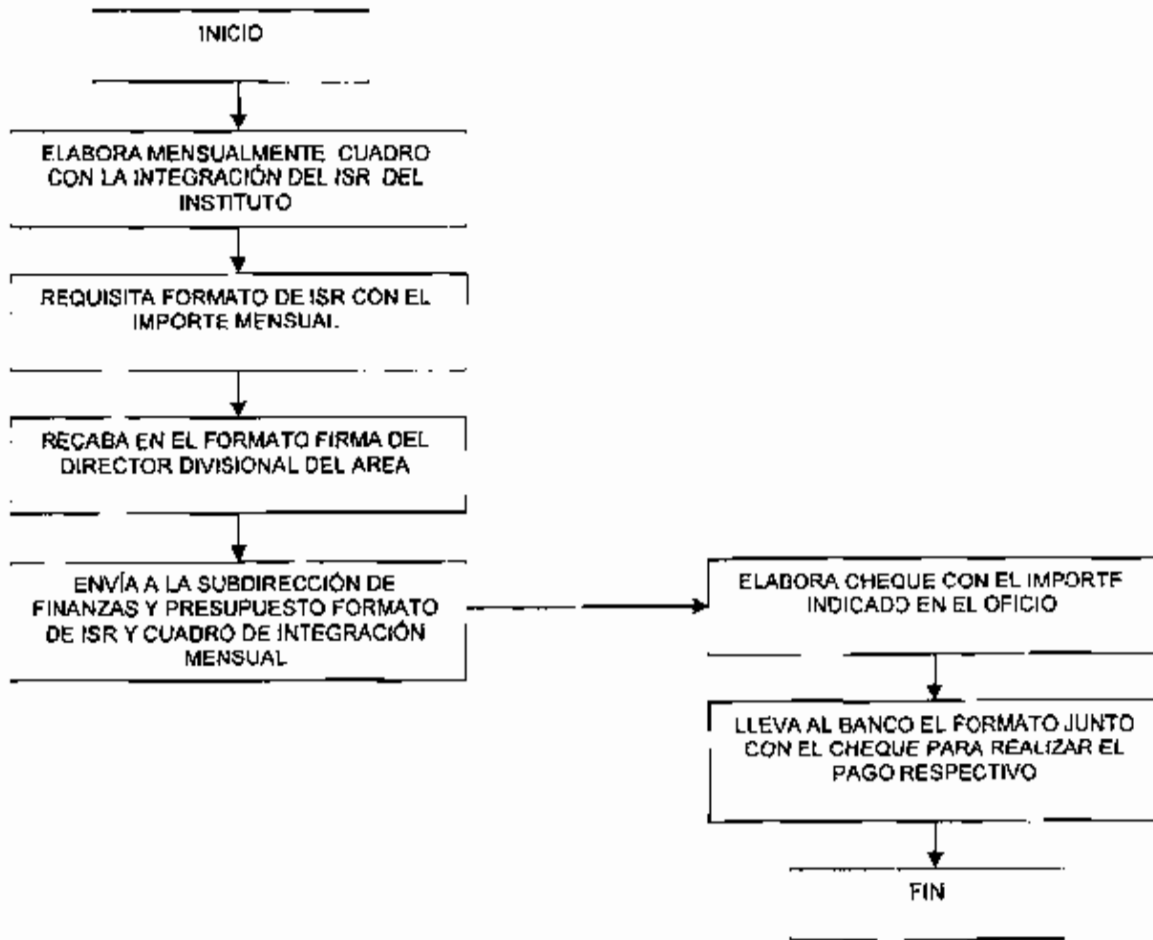 INICIO
ELABORA MENSUALMENTE CUADRO
CON LA INTEGRACIÓN DEL ISR DEL
INSTITUTO
REQUISITA FORMATO DE ISR CON EL
IMPORTE MENSUAL
RECABA EN EL FORMATO FIRMA DEL
DIRECTOR DIVISIONAL DEL AREA
ENVÍA A LA SUBDIRECCIÓN DE
FINANZAS Y PRESUPUESTO FORMATO
DE ISR Y CUADRO DE INTEGRACIÓN
MENSUAL
ELABORA CHEQUE CON EL IMPORTE
INDICADO EN EL OFICIO
LLEVA AL BANCO EL FORMATO JUNTO
CON EL CHEQUE PARA REALIZAR EL
PAGO RESPECTIVO
FIN